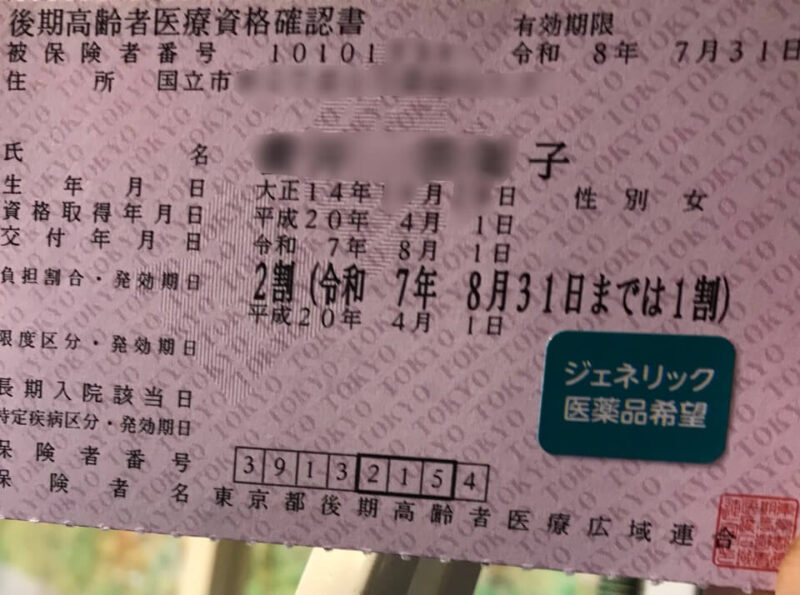 後期高齢者医療資格確認書
有効期限
被保険者番号 10101
令和 8年 7月31日
住所 国立市
氏名 子
生年月日 大正14年 月 日 性別 女
資格取得年月日 平成20年 4月 1日
交付年月日 令和 7年 8月 1日
負担割合・発効期日 2割(令和 7年 8月31日までは1割)
平成20年 4月 1日
限度区分・発効期日
長期入院該当日
特定疾病区分・発効期日
保険者番号 39132154
保険者名 東京都後期高齢者医療広域連合
ジェネリック
医薬品希望
TOKYO